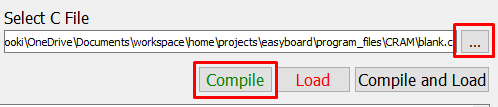 Select C File
ooki\OneDrive\Documents\workspace\home\projects\easyboard\program_files\CRAM\blank.c ...
Compile Load Compile and Load